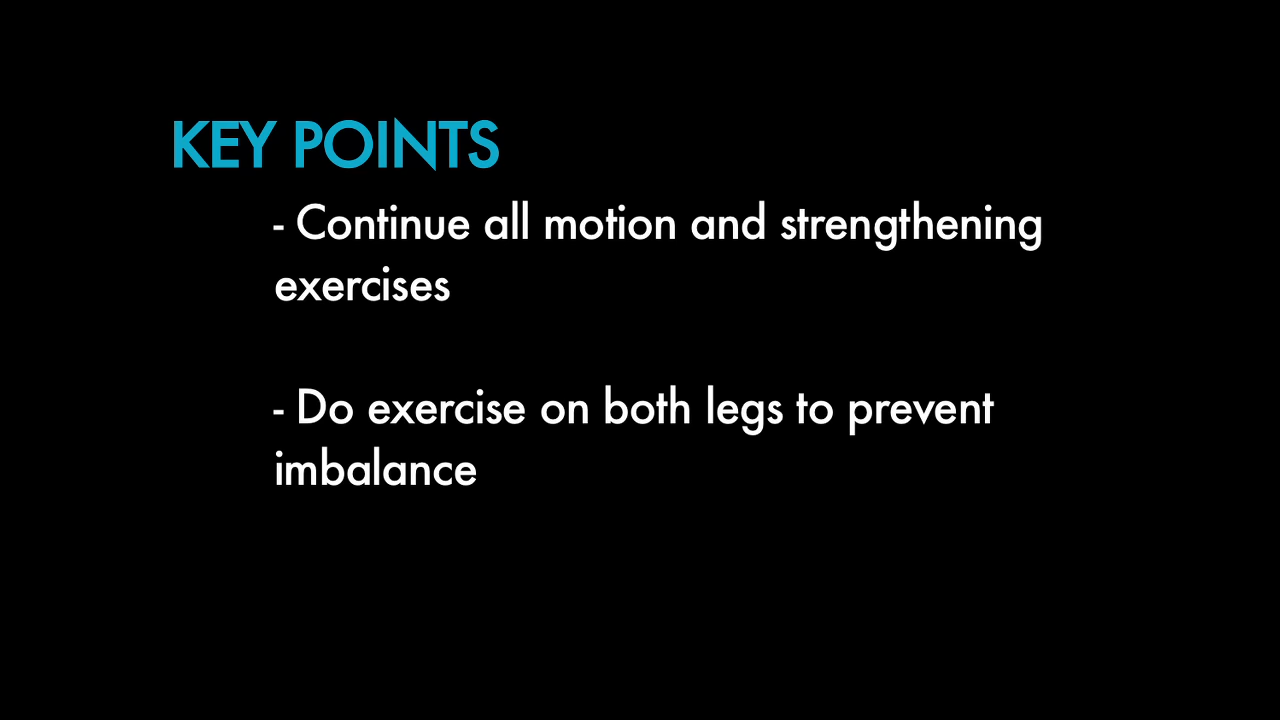 KEY POINTS
- Continue all motion and strengthening
exercises
- Do exercise on both legs to prevent
imbalance